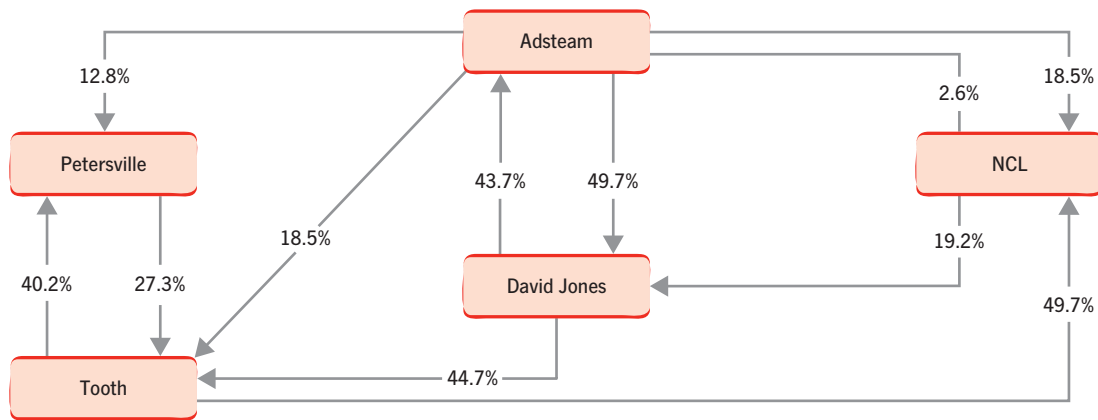 Adsteam
12.8%
2.6%
18.5%
Petersville
43.7%
49.7%
NCL
18.5%
19.2%
40.2%
27.3%
David Jones
49.7%
44.7%
Tooth